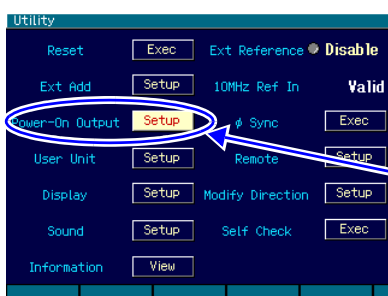 Utility
Reset Exec Ext Reference Disable
Ext Add Setup 10MHz Ref In Valid
Power-On Output Setup ϕ Sync Exec
User Unit Setup Remote Setup
Display Setup Modify Direction Setup
Sound Setup Self Check Exec
Information View